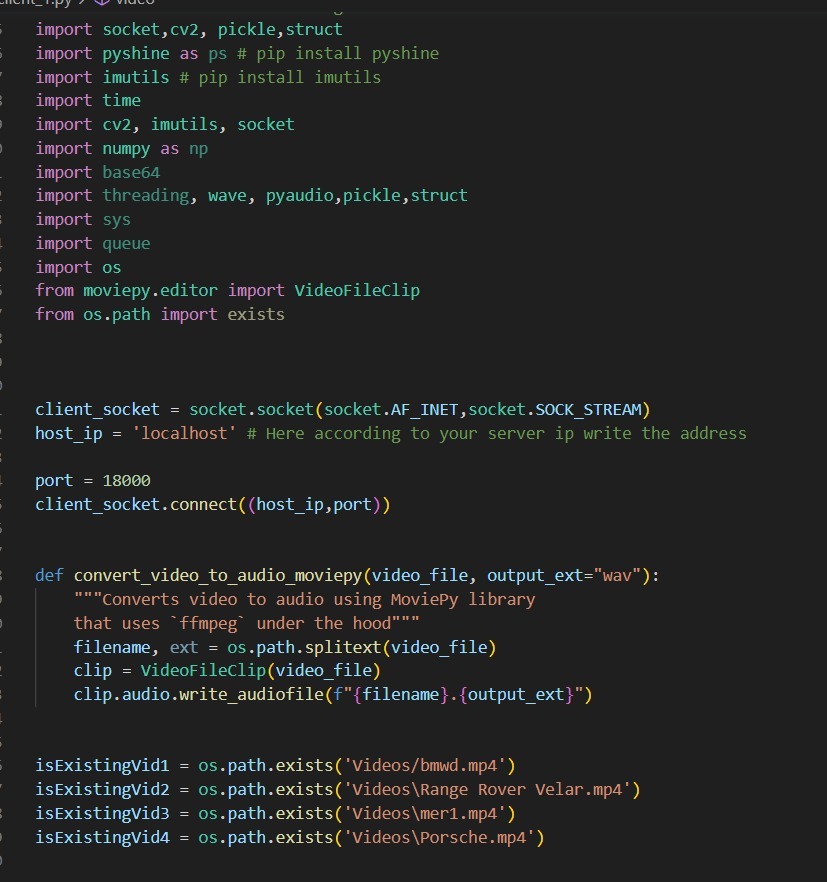 client_1.py > video
import socket,cv2, pickle,struct
import pyshine as ps # pip install pyshine
import imutils # pip install imutils
import time
import cv2, imutils, socket
import numpy as np
import base64
import threading, wave, pyaudio,pickle,struct
import sys
import queue
import os
from moviepy.editor import VideoFileClip
from os.path import exists
client_socket = socket.socket(socket.AF_INET,socket.SOCK_STREAM)
host_ip = 'localhost' # Here according to your server ip write the address
port = 18000
client_socket.connect((host_ip,port))
def convert_video_to_audio_moviepy(video_file, output_ext="wav"):
"""Converts video to audio using MoviePy library
that uses `ffmpeg` under the hood"""
filename, ext = os.path.splitext(video_file)
clip = VideoFileClip(video_file)
clip.audio.write_audiofile(f"{filename}.{output_ext}")
isExistingVid1 = os.path.exists('Videos/bmwd.mp4')
isExistingVid2 = os.path.exists('Videos\Range Rover Velar.mp4')
isExistingVid3 = os.path.exists('Videos\mer1.mp4')
isExistingVid4 = os.path.exists('Videos\Porsche.mp4')